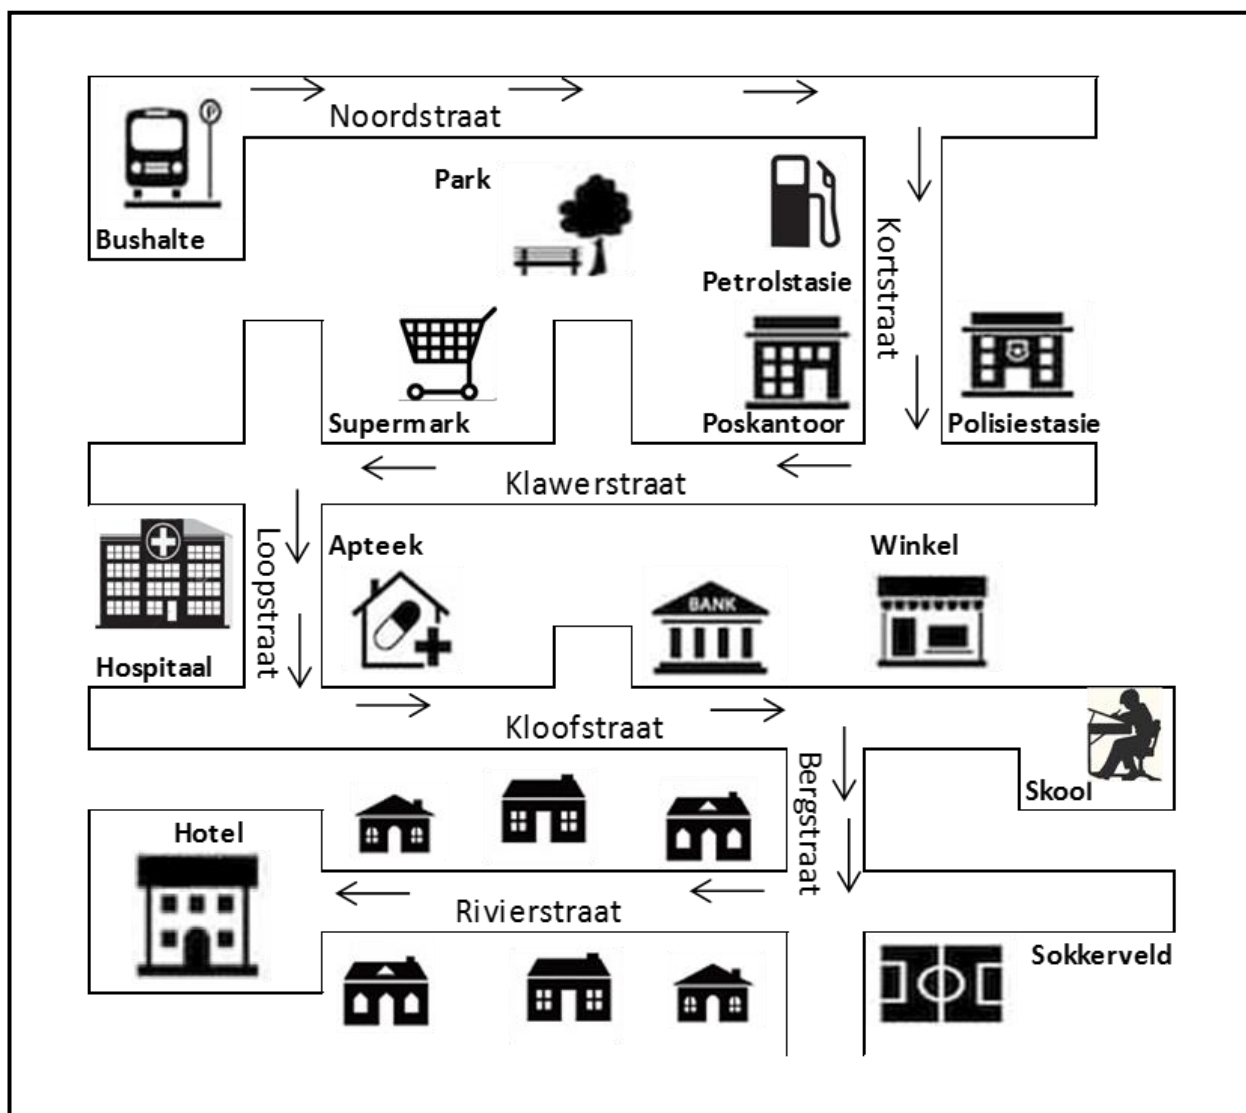 Noordstraat
Bushalte
Park
Petrolstasie
Kortstraat
Supermark
Poskantoor
Polisiestasie
Klawerstraat
Hospitaal
Loopstraat
Apteek
BANK
Winkel
Kloofstraat
Skool
Bergstraat
Hotel
Rivierstraat
Sokkerveld